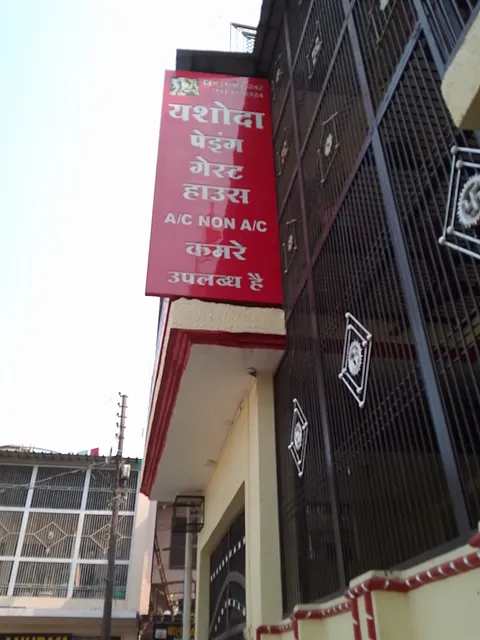 यशोदा
पेइंग
गेस्ट
हाउस
A/C NON A/C
कमरे
उपलब्ध है